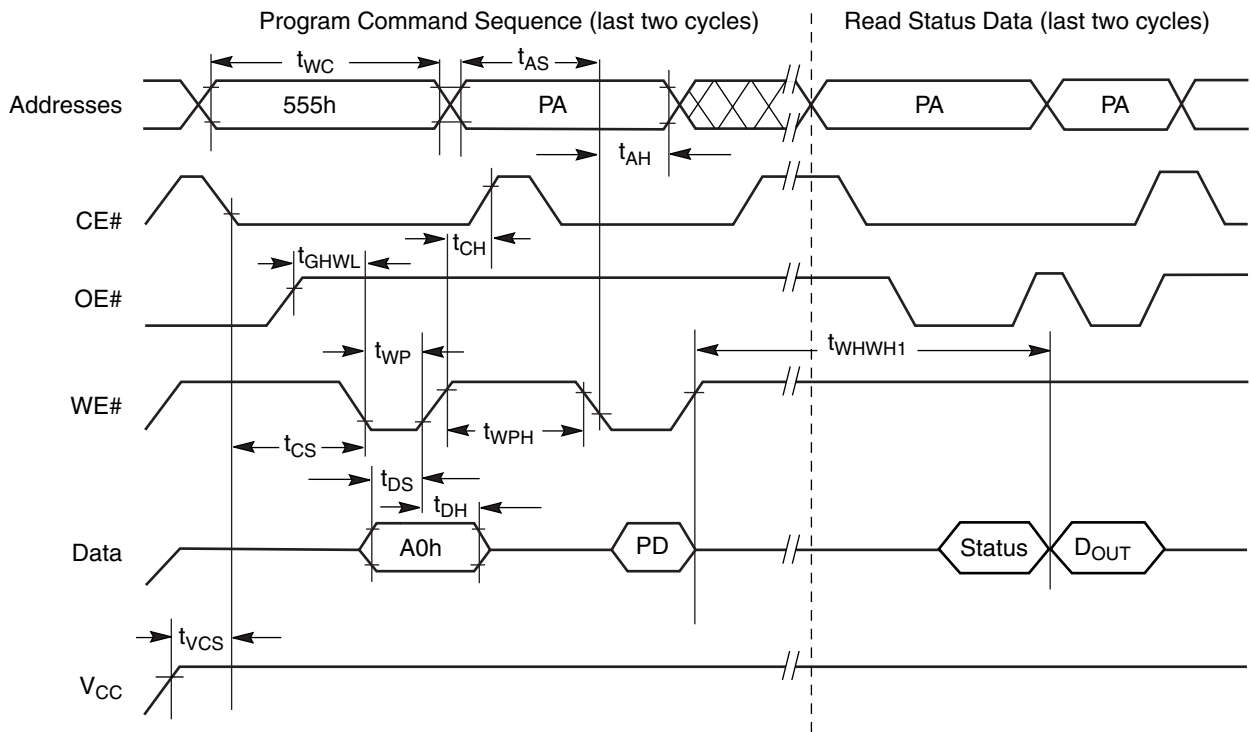 Program Command Sequence (last two cycles) Read Status Data (last two cycles)
tWC tAS
Addresses 555h PA PA PA
tAH
CE#
tCH
tGHWL
OE#
tWP tWHWH1
WE#
tCS tWPH
tDS
tDH
Data A0h PD Status DOUT
tVCS
VCC